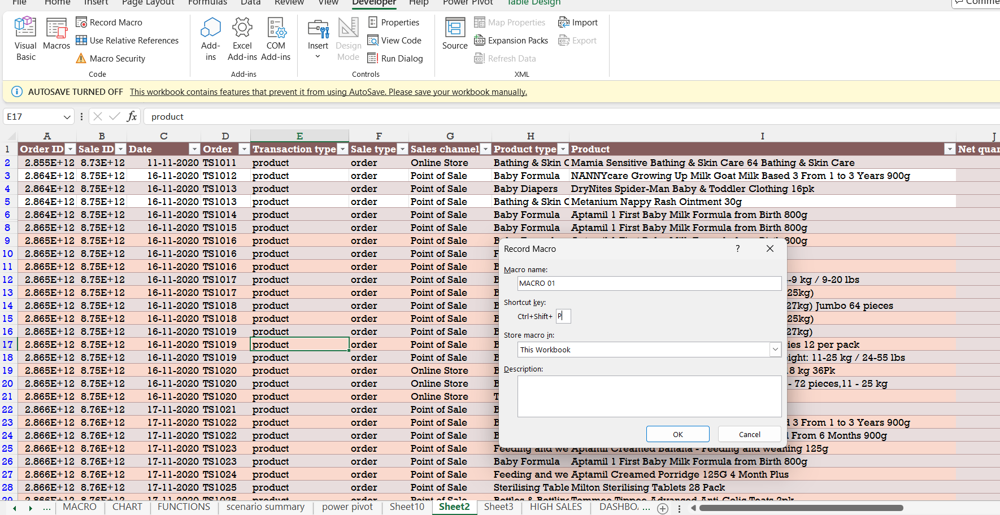 File Home Insert Page Layout Formulas Data Review View Developer Help Power Pivot Table Design
Record Macro
Use Relative References
Macro Security
Visual Basic
Macros
Code
Add-ins
Excel Add-ins
COM Add-ins
Add-ins
Insert
Design Mode
Properties
View Code
Run Dialog
Controls
Source
Map Properties
Expansion Packs
Refresh Data
Import
Export
XML
AUTOSAVE TURNED OFF This workbook contains features that prevent it from using AutoSave. Please save your workbook manually.
E17 fx product
A B C D E F G H I J
1 Order ID Sale ID Date Order Transaction type Sale type Sales channel Product type Product Net quan
2 2.855E+12 8.73E+12 11-11-2020 TS1011 product order Online Store Bathing & Skin C Mamia Sensitive Bathing & Skin Care 64 Bathing & Skin Care
3 2.864E+12 8.75E+12 16-11-2020 TS1012 product order Point of Sale Baby Formula NANNYcare Growing Up Milk Goat Milk Based 3 From 1 to 3 Years 900g
4 2.864E+12 8.75E+12 16-11-2020 TS1013 product order Point of Sale Baby Diapers DryNites Spider-Man Baby & Toddler Clothing 16pk
5 2.864E+12 8.75E+12 16-11-2020 TS1013 product order Point of Sale Bathing & Skin C Metanium Nappy Rash Ointment 30g
6 2.864E+12 8.75E+12 16-11-2020 TS1014 product order Point of Sale Baby Formula Aptamil 1 First Baby Milk Formula from Birth 800g
8 2.865E+12 8.75E+12 16-11-2020 TS1015 product order Point of Sale Baby Formula Aptamil 1 First Baby Milk Formula from Birth 800g
9 2.865E+12 8.75E+12 16-11-2020 TS1016 product order Point of Sale 800g
10 2.865E+12 8.75E+12 16-11-2020 TS1016 product order Point of Sale
11 2.865E+12 8.75E+12 16-11-2020 TS1016 product order Point of Sale
12 2.865E+12 8.75E+12 16-11-2020 TS1017 product order Point of Sale -9 kg / 9-20 lbs
13 2.865E+12 8.75E+12 16-11-2020 TS1017 product order Point of Sale 25kg)
14 2.865E+12 8.75E+12 16-11-2020 TS1018 product order Point of Sale 27kg) Jumbo 64 pieces
15 2.865E+12 8.75E+12 16-11-2020 TS1018 product order Point of Sale 25kg)
16 2.865E+12 8.75E+12 16-11-2020 TS1019 product order Point of Sale 27kg)
17 2.865E+12 8.75E+12 16-11-2020 TS1019 product order Point of Sale ies 12 per pack
18 2.865E+12 8.75E+12 16-11-2020 TS1019 product order Point of Sale ight: 11-25 kg / 24-55 lbs
19 2.865E+12 8.75E+12 16-11-2020 TS1020 product order Online Store .8 kg 36Pk
20 2.865E+12 8.75E+12 16-11-2020 TS1020 product order Online Store - 72 pieces,11 - 25 kg
21 2.865E+12 8.75E+12 16-11-2020 TS1020 product order Online Store
22 2.866E+12 8.76E+12 17-11-2020 TS1021 product order Point of Sale
23 2.866E+12 8.76E+12 17-11-2020 TS1022 product order Point of Sale 3 From 1 to 3 Years 900g
24 2.866E+12 8.76E+12 17-11-2020 TS1022 product order Point of Sale From 6 Months 900g
25 2.866E+12 8.76E+12 17-11-2020 TS1023 product order Point of Sale Feeding and we Aptamil Creamed Banana - Feeding and weaning 125g
26 2.866E+12 8.76E+12 17-11-2020 TS1023 product order Point of Sale Baby Formula Aptamil 1 First Baby Milk Formula from Birth 800g
27 2.866E+12 8.76E+12 17-11-2020 TS1024 product order Point of Sale Feeding and we Aptamil Creamed Porridge 125G 4 Month Plus
28 2.866E+12 8.76E+12 17-11-2020 TS1025 product order Point of Sale Sterilising Table Milton Sterilising Tablets 28 Pack
29 2.866E+12 8.76E+12 17-11-2020 TS1025 product order Point of Sale Bottles & Bottling Tommee Tippee Advanced Anti-Colic Teats 2pk
Record Macro ?
Macro name:
MACRO 01
Shortcut key:
Ctrl+Shift+ P
Store macro in:
This Workbook
Description:
OK Cancel
... MACRO CHART FUNCTIONS scenario summary power pivot Sheet10 Sheet2 Sheet3 HIGH SALES DASHBO ...